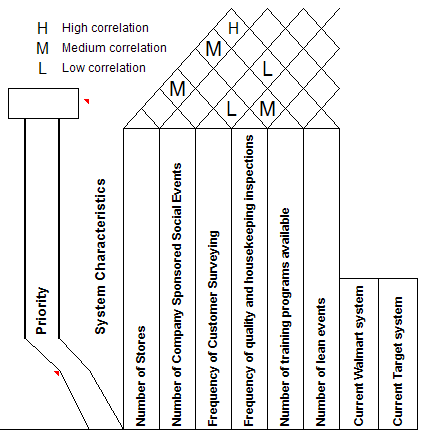 H High correlation
M Medium correlation
L Low correlation
H
M
L
M
L
M
Priority
System Characteristics
Number of Stores
Number of Company Sponsored Social Events
Frequency of Customer Surveying
Frequency of quality and housekeeping inspections
Number of training programs available
Number of lean events
Current Walmart system
Current Target system